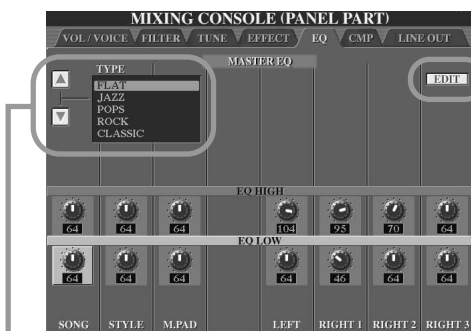 MIXING CONSOLE (PANEL PART)
VOL / VOICE FILTER TUNE EFFECT EQ CMP LINE OUT
MASTER EQ
TYPE
FLAT
JAZZ
POPS
ROCK
CLASSIC
EDIT
EQ HIGH
64 64 64 104 95 70 64
EQ LOW
64 64 64 64 46 64 64
SONG STYLE M.PAD LEFT RIGHT 1 RIGHT 2 RIGHT 3